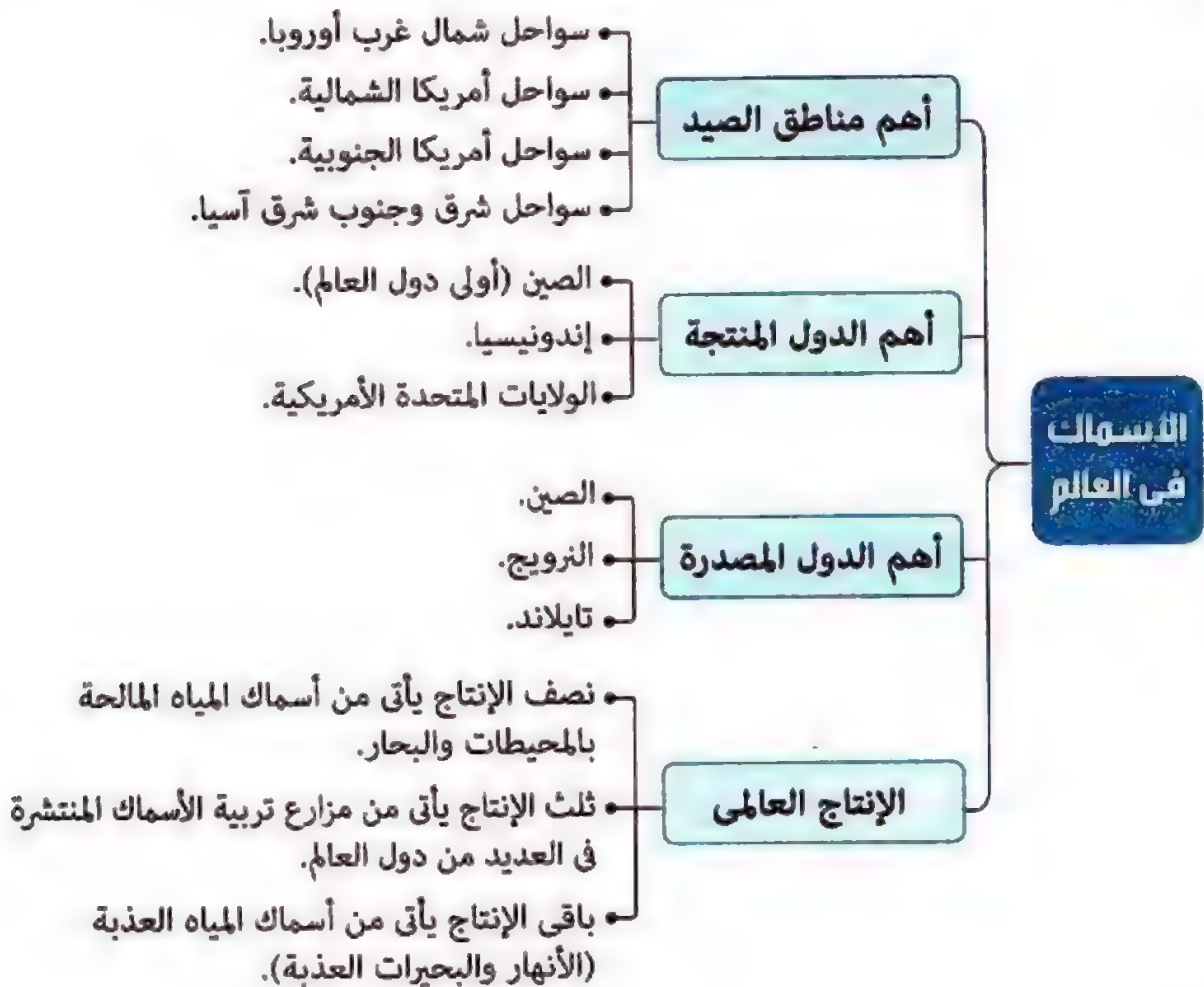 الأسماك
فى العالم
أهم مناطق الصيد
سواحل شمال غرب أوروبا.
سواحل أمريكا الشمالية.
سواحل أمريكا الجنوبية.
سواحل شرق وجنوب شرق آسيا.
أهم الدول المنتجة
الصين (أولى دول العالم).
إندونيسيا.
الولايات المتحدة الأمريكية.
أهم الدول المصدرة
الصين.
النرويج.
تايلاند.
الإنتاج العالمى
نصف الإنتاج يأتى من أسماك المياه المالحة
بالمحيطات والبحار.
ثلث الإنتاج يأتى من مزارع تربية الأسماك المنتشرة
فى العديد من دول العالم.
باقى الإنتاج يأتى من أسماك المياه العذبة
(الأنهار والبحيرات العذبة).